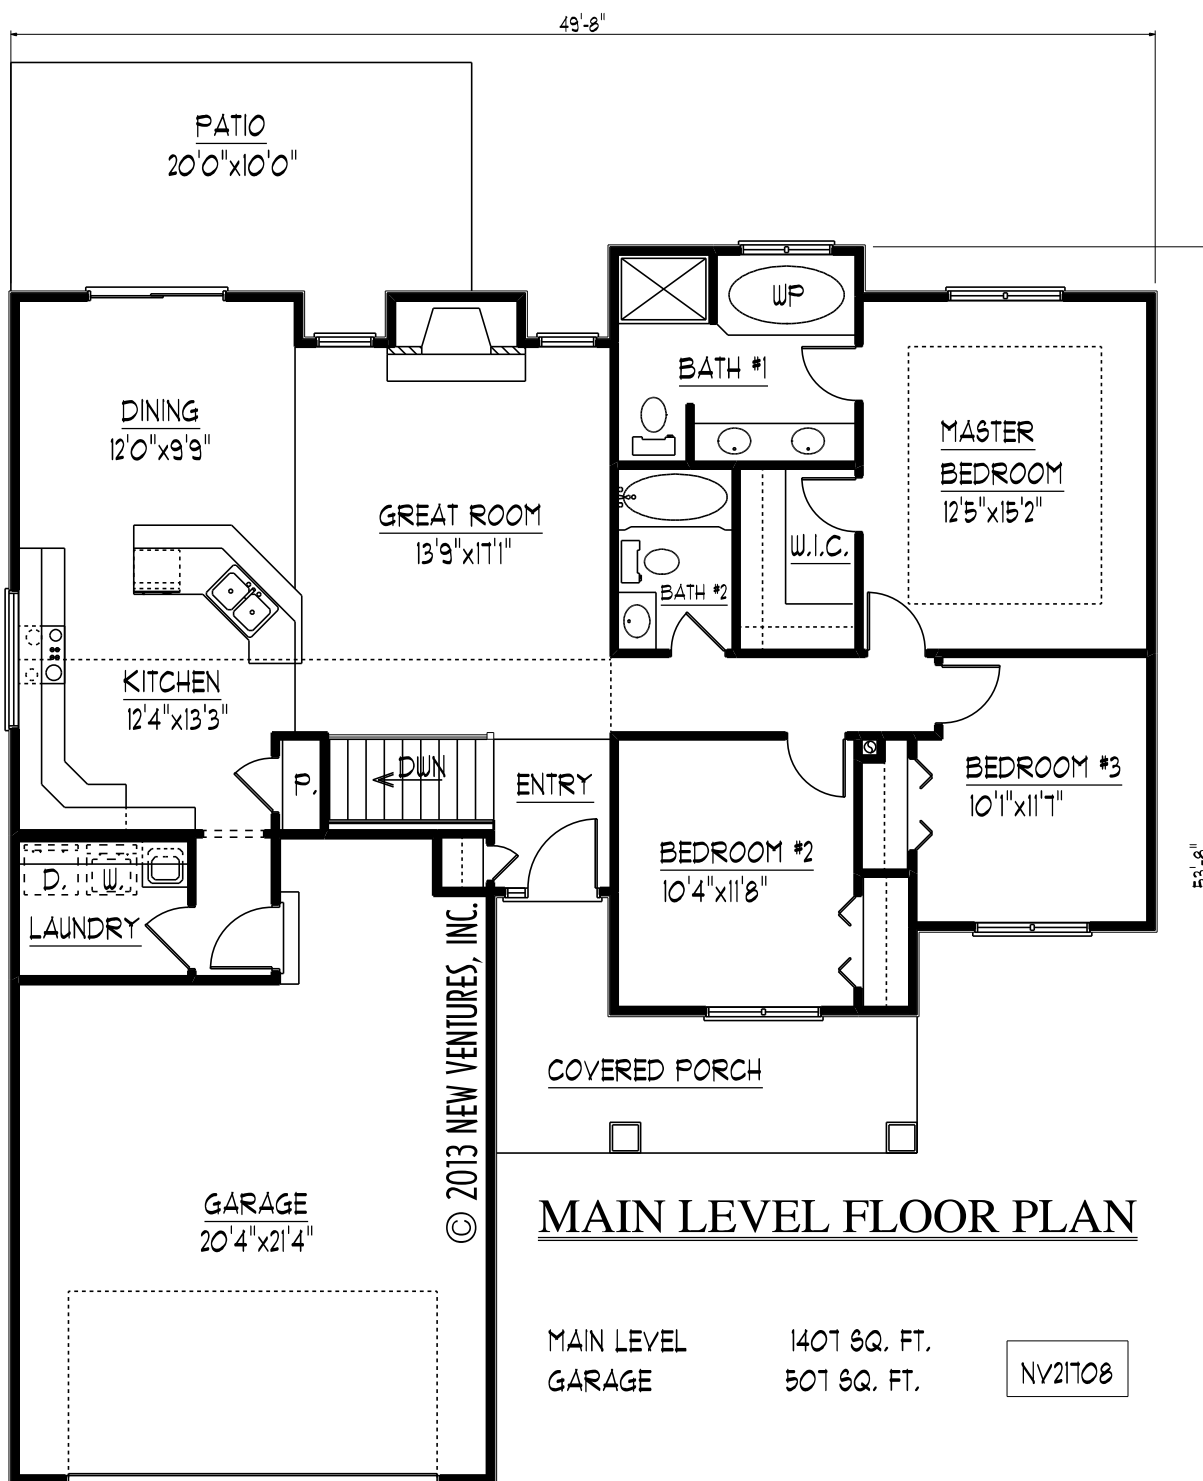 49'-8"
PATIO
20'0"x10'0"
WP
BATH #1
DINING
12'0"x9'9"
MASTER
BEDROOM
12'5"x15'2"
GREAT ROOM
13'9"x17'1"
W.I.C.
BATH #2
KITCHEN
12'4"x13'3"
DWN
P.
ENTRY
BEDROOM #3
10'1"x11'7"
BEDROOM #2
10'4"x11'8"
53'-8"
D.
W.
LAUNDRY
© 2013 NEW VENTURES, INC.
COVERED PORCH
GARAGE
20'4"x21'4"
MAIN LEVEL FLOOR PLAN
MAIN LEVEL 1407 SQ. FT.
GARAGE 507 SQ. FT.
NV21708